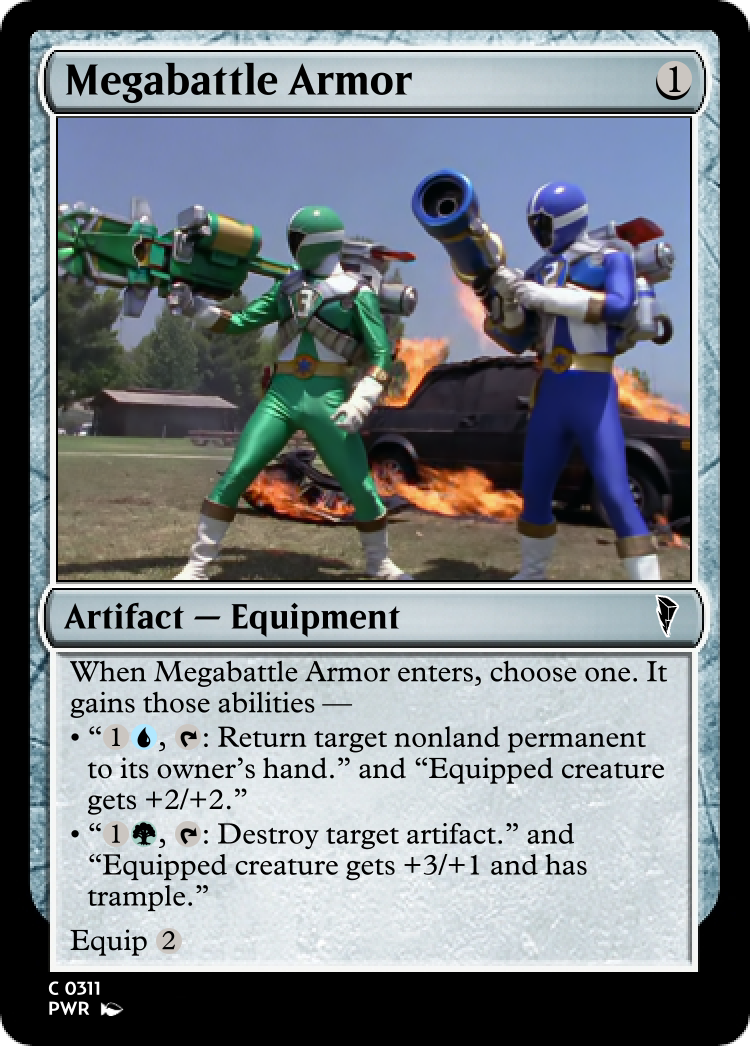 Megabattle Armor 1
Artifact — Equipment
When Megabattle Armor enters, choose one. It
gains those abilities —
• “1 , : Return target nonland permanent
to its owner’s hand.” and “Equipped creature
gets +2/+2.”
• “1 , : Destroy target artifact.” and
“Equipped creature gets +3/+1 and has
trample.”
Equip 2
C 0311
PWR